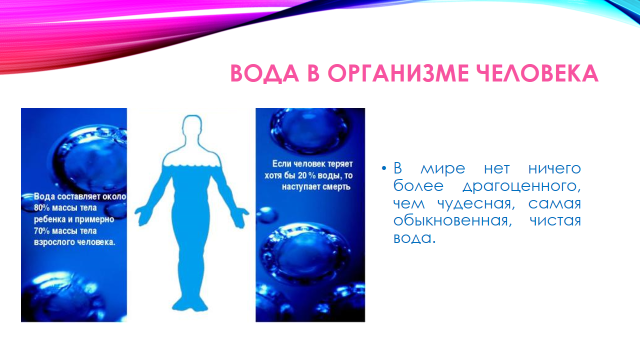 ВОДА В ОРГАНИЗМЕ ЧЕЛОВЕКА
Вода составляет около
80% массы тела
ребенка и примерно
70% массы тела
взрослого человека.
Если человек теряет
хотя бы 20 % воды, то
наступает смерть
• В мире нет ничего
более драгоценного,
чем чудесная, самая
обыкновенная, чистая
вода.